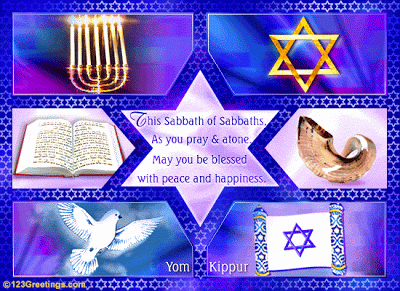 This Sabbath of Sabbaths.
As you pray & atone.
May you be blessed
with peace and happiness.
Yom Kippur
©123Greetings.com